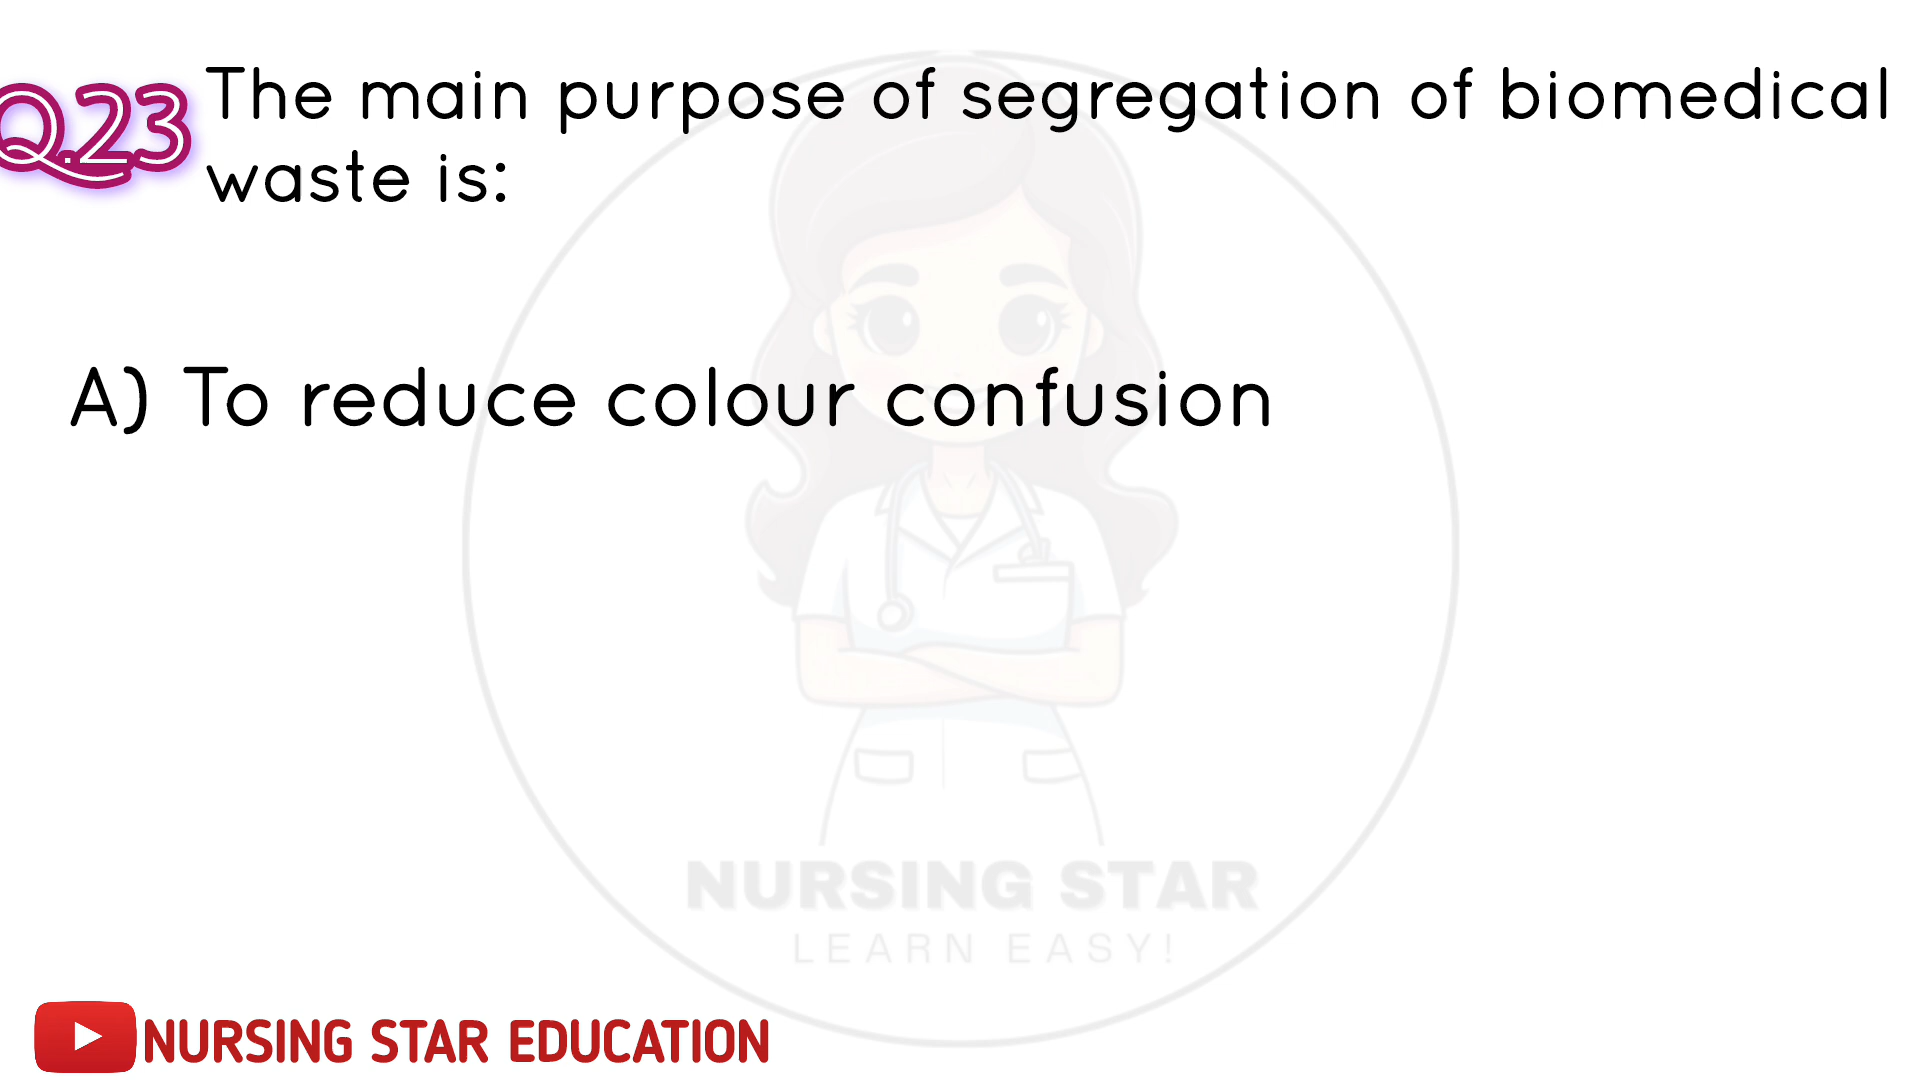 Q.23 The main purpose of segregation of biomedical
waste is:
A) To reduce colour confusion
NURSING STAR
LEARN EASY!
NURSING STAR EDUCATION